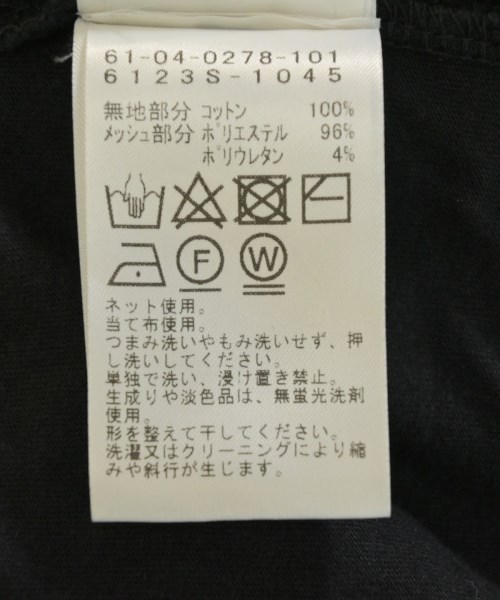 61-04-0278-101
6123S-1045
無地部分 コットン 100%
メッシュ部分 ポリエステル 96%
ポリウレタン 4%
F W
ネット使用。
当て布使用。
つまみ洗いやもみ洗いせず、押
し洗いしてください。
単独で洗い、浸け置き禁止。
生成りや淡色品は、無蛍光洗剤
使用。
形を整えて干してください。
洗濯又はクリーニングにより縮
みや斜行が生じます。